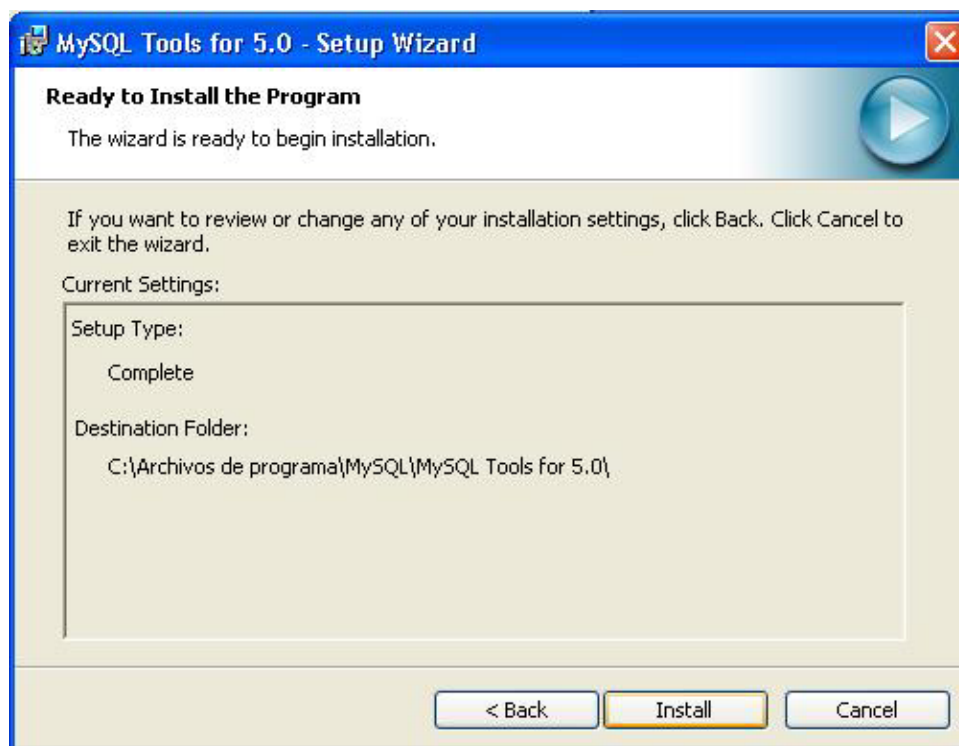 MySQL Tools for 5.0 - Setup Wizard
Ready to Install the Program
The wizard is ready to begin installation.
If you want to review or change any of your installation settings, click Back. Click Cancel to
exit the wizard.
Current Settings:
Setup Type:
Complete
Destination Folder:
C:\Archivos de programa\MySQL\MySQL Tools for 5.0\
< Back Install Cancel